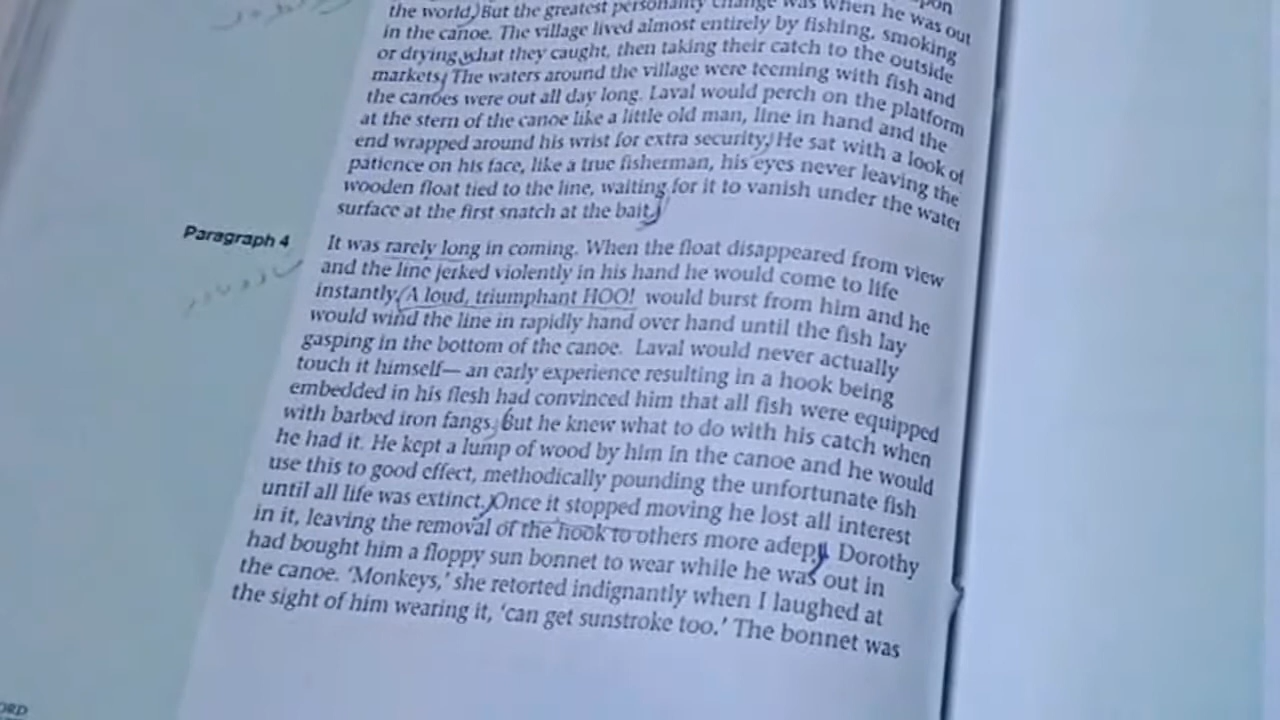 pon
the world. But the greatest personality change was when he was out
in the canoe. The village lived almost entirely by fishing, smoking
or drying what they caught, then taking their catch to the outside
markets. The waters around the village were teeming with fish and
the canoes were out all day long. Laval would perch on the platform
at the stern of the canoe like a little old man, line in hand and the
end wrapped around his wrist for extra security. He sat with a look of
patience on his face, like a true fisherman, his eyes never leaving the
wooden float tied to the line, waiting for it to vanish under the water
surface at the first snatch at the bait.
Paragraph 4
It was rarely long in coming. When the float disappeared from view
and the line jerked violently in his hand he would come to life
instantly. A loud, triumphant HOO! would burst from him and he
would wind the line in rapidly hand over hand until the fish lay
gasping in the bottom of the canoe. Laval would never actually
touch it himself— an early experience resulting in a hook being
embedded in his flesh had convinced him that all fish were equipped
with barbed iron fangs. But he knew what to do with his catch when
he had it. He kept a lump of wood by him in the canoe and he would
use this to good effect, methodically pounding the unfortunate fish
until all life was extinct. Once it stopped moving he lost all interest
in it, leaving the removal of the hook to others more adept. Dorothy
had bought him a floppy sun bonnet to wear while he was out in
the canoe. ‘Monkeys,’ she retorted indignantly when I laughed at
the sight of him wearing it, ‘can get sunstroke too.’ The bonnet was
ORD